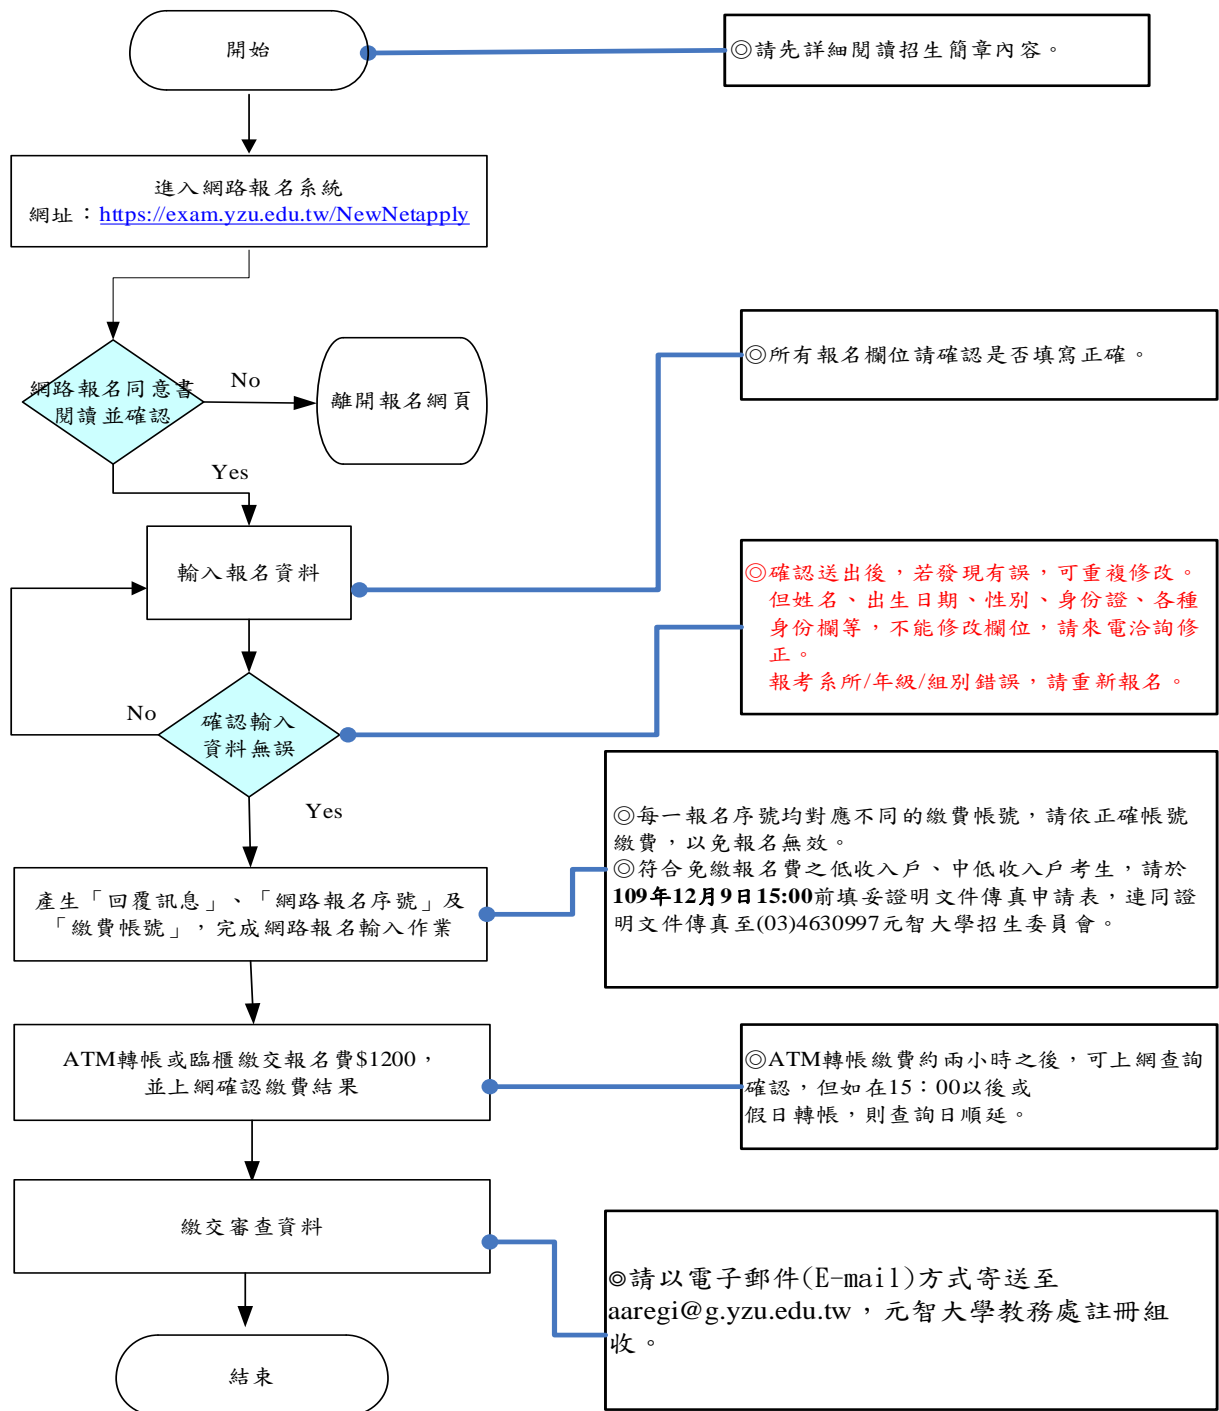 開始
◎請先詳細閱讀招生簡章內容。
進入網路報名系統
網址：https://exam.yzu.edu.tw/NewNetapply
◎所有報名欄位請確認是否填寫正確。
網路報名同意書
閱讀並確認
No
離開報名網頁
Yes
輸入報名資料
◎確認送出後，若發現有誤，可重複修改。
但姓名、出生日期、性別、身份證、各種
身份欄等，不能修改欄位，請來電洽詢修
正。
報考系所/年級/組別錯誤，請重新報名。
No
確認輸入
資料無誤
Yes
◎每一報名序號均對應不同的繳費帳號，請依正確帳號
繳費，以免報名無效。
◎符合免繳報名費之低收入戶、中低收入戶考生，請於
109年12月9日15:00前填妥證明文件傳真申請表，連同證
明文件傳真至(03)4630997元智大學招生委員會。
產生「回覆訊息」、「網路報名序號」及
「繳費帳號」，完成網路報名輸入作業
ATM轉帳或臨櫃繳交報名費$1200，
並上網確認繳費結果
◎ATM轉帳繳費約兩小時之後，可上網查詢
確認，但如在15：00以後或
假日轉帳，則查詢日順延。
繳交審查資料
◎請以電子郵件(E-mail)方式寄送至
aaregi@g.yzu.edu.tw，元智大學教務處註冊組
收。
結束